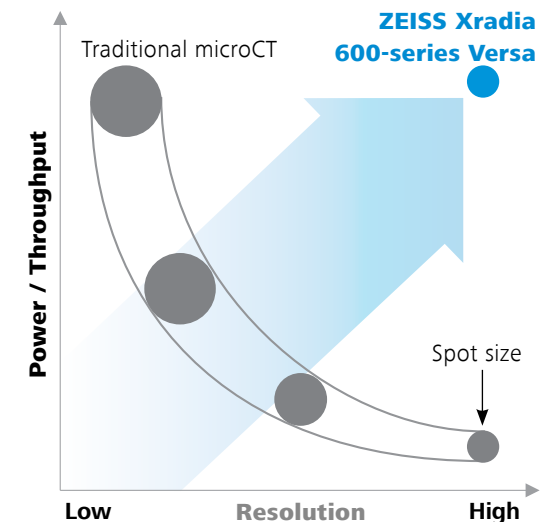 ZEISS Xradia
600-series Versa
Traditional microCT
Power / Throughput
Spot size
Low
Resolution
High